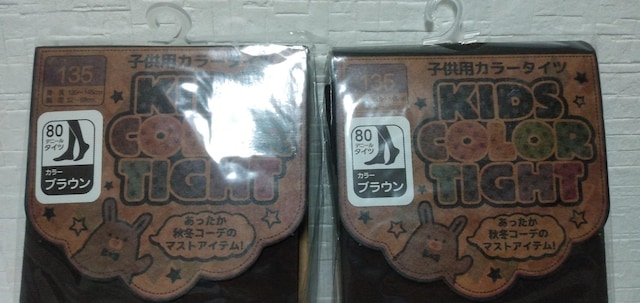 135
子供用カラータイツ
KIDS
COLOR
TIGHT
80
デニール
タイツ
カラー
ブラウン
あったか
秋冬コーデの
マストアイテム!
135
子供用カラータイツ
KIDS
COLOR
TIGHT
80
デニール
タイツ
カラー
ブラウン
あったか
秋冬コーデの
マストアイテム!